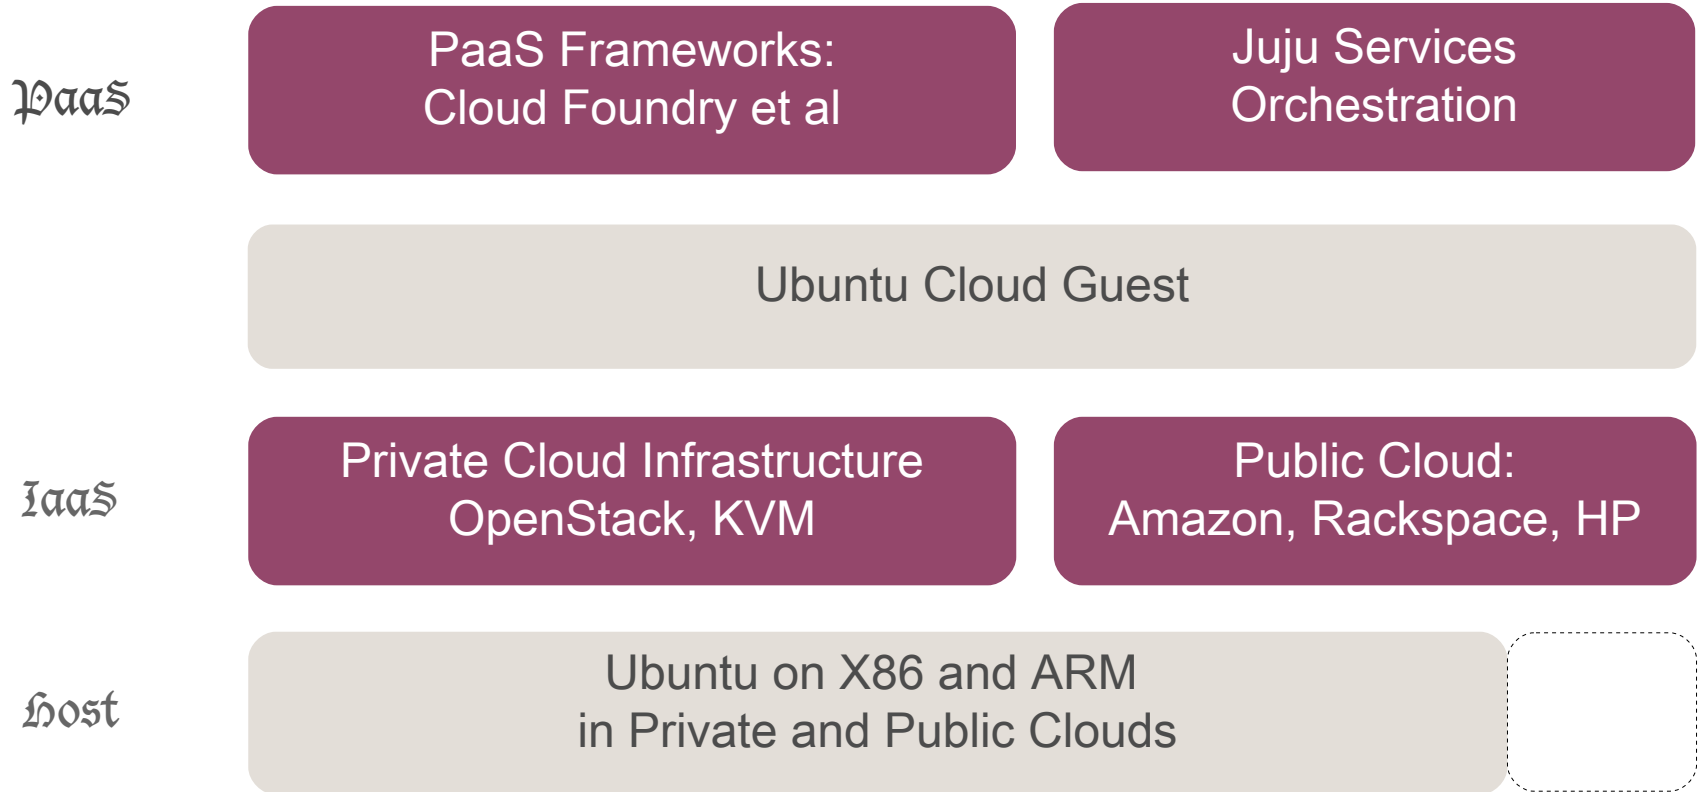 PaaS
PaaS Frameworks:
Cloud Foundry et al
Juju Services
Orchestration
Ubuntu Cloud Guest
IaaS
Private Cloud Infrastructure
OpenStack, KVM
Public Cloud:
Amazon, Rackspace, HP
Host
Ubuntu on X86 and ARM
in Private and Public Clouds